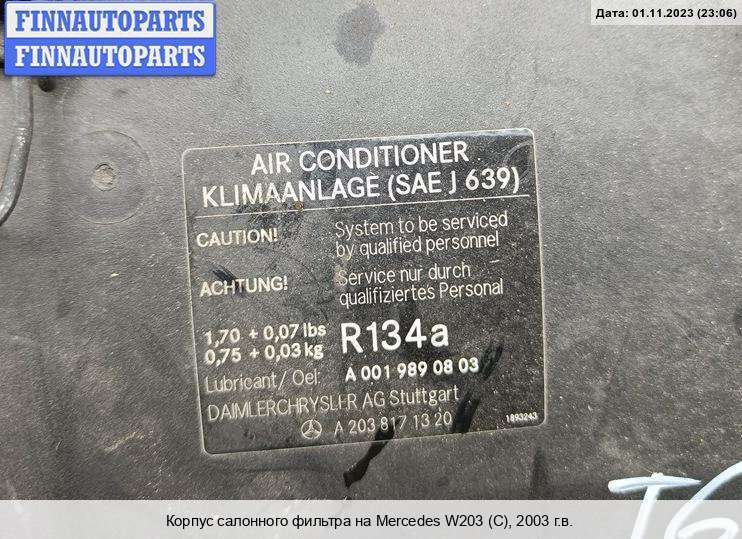 FINNAUTOPARTS
FINNAUTOPARTS
Дата: 01.11.2023 (23:06)
AIR CONDITIONER
KLIMAANLAGE (SAE J 639)
CAUTION! System to be serviced
by qualified personnel
ACHTUNG! Service nur durch
qualifiziertes Personal
1,70 + 0,07 lbs
0,75 + 0,03 kg R134a
Lubricant/Oel: A 001 989 08 03
DAIMLERCHRYSLER AG Stuttgart
A 203 817 13 20 1893243
Корпус салонного фильтра на Mercedes W203 (C), 2003 г.в.